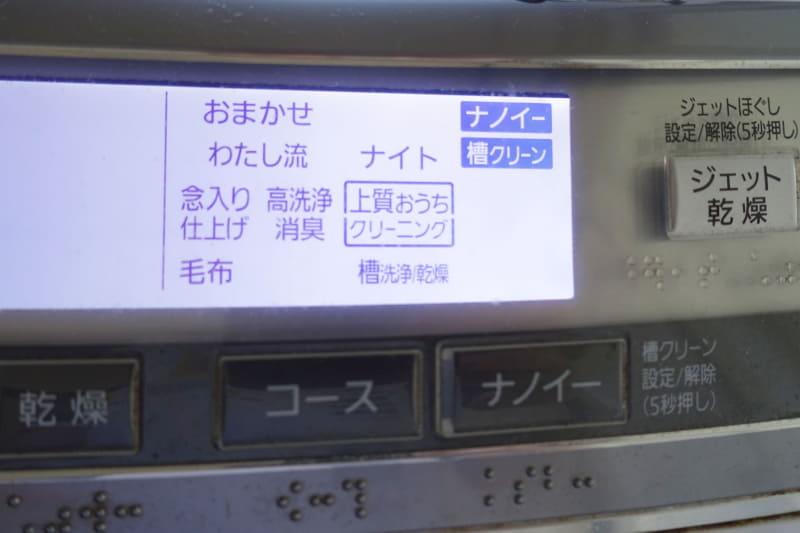 おまかせ ナノイー
わたし流 ナイト 槽クリーン
念入り 高洗浄 上質おうち
仕上げ 消臭 クリーニング
毛布 槽洗浄/乾燥
ジェットほぐし
設定/解除(5秒押し)
ジェット
乾燥
乾燥 コース ナノイー
槽クリーン
設定/解除
(5秒押し)